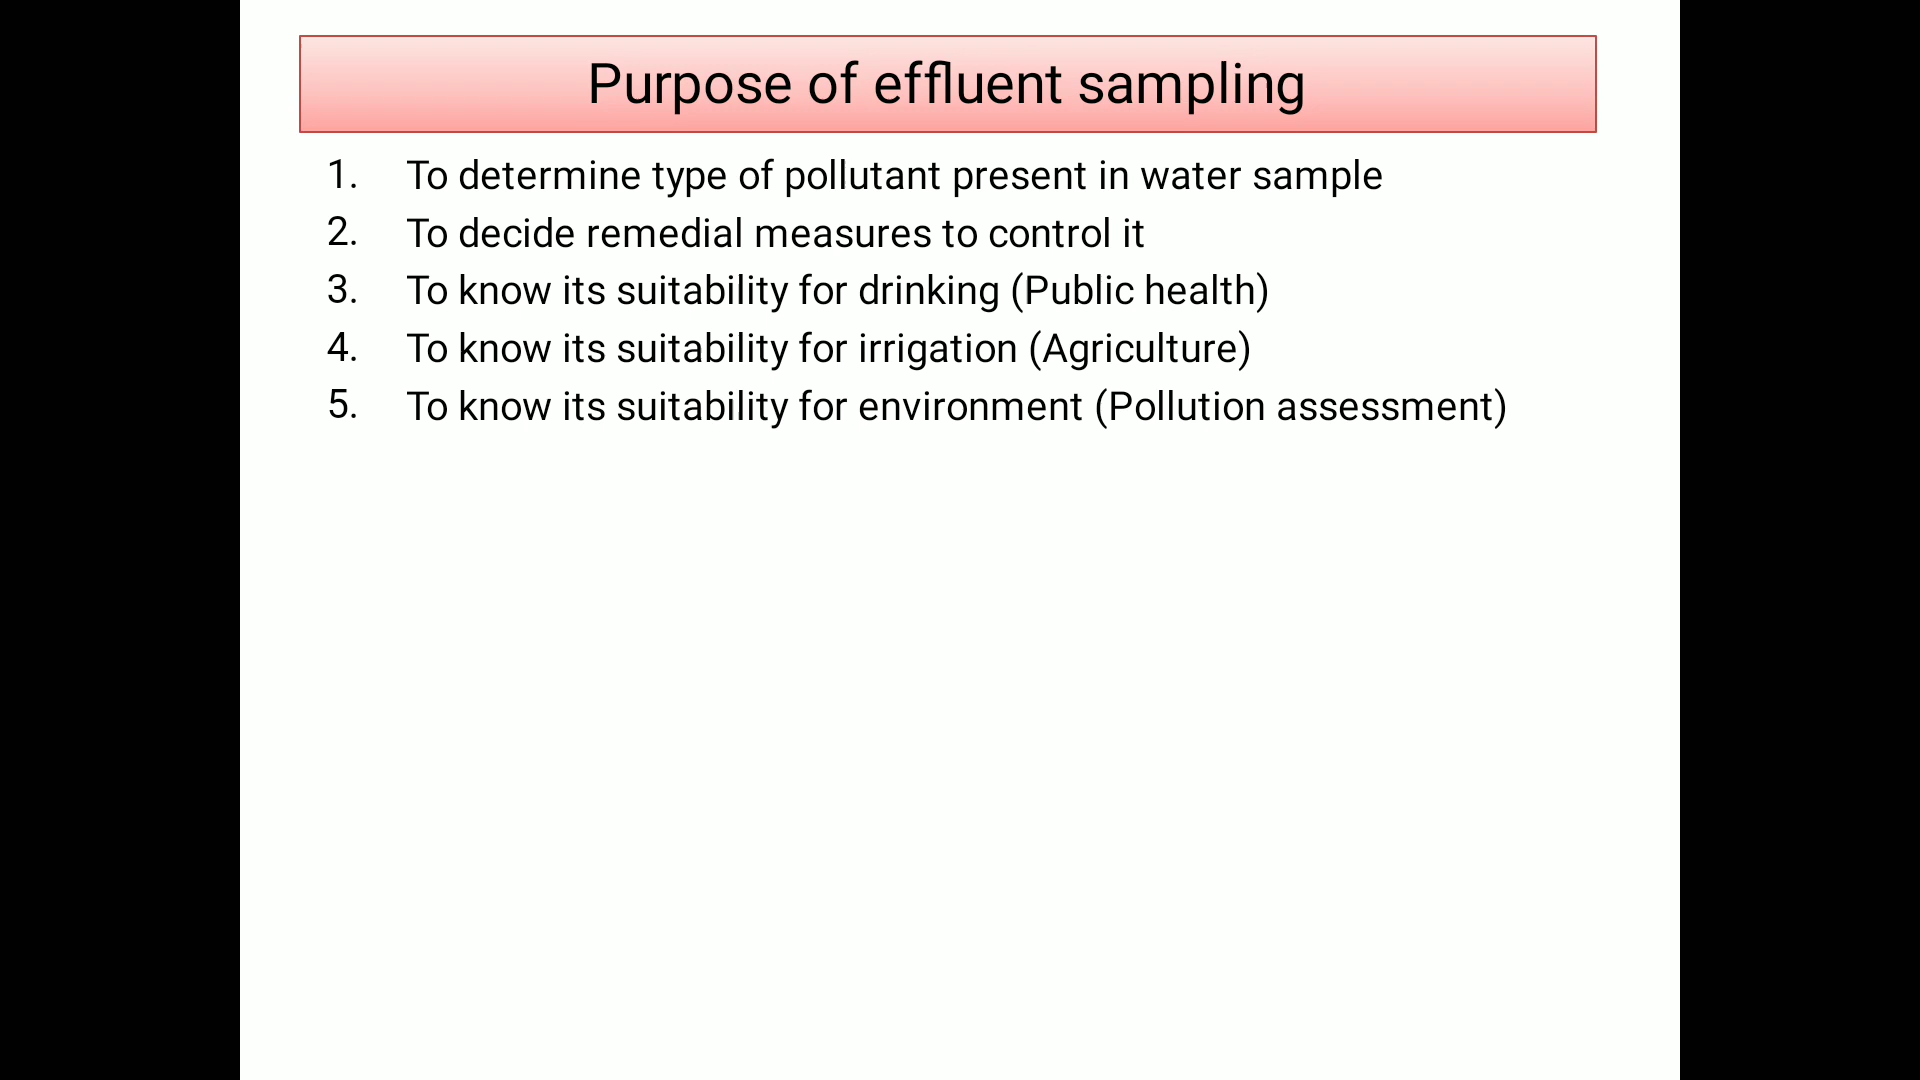 Purpose of effluent sampling
1. To determine type of pollutant present in water sample
2. To decide remedial measures to control it
3. To know its suitability for drinking (Public health)
4. To know its suitability for irrigation (Agriculture)
5. To know its suitability for environment (Pollution assessment)